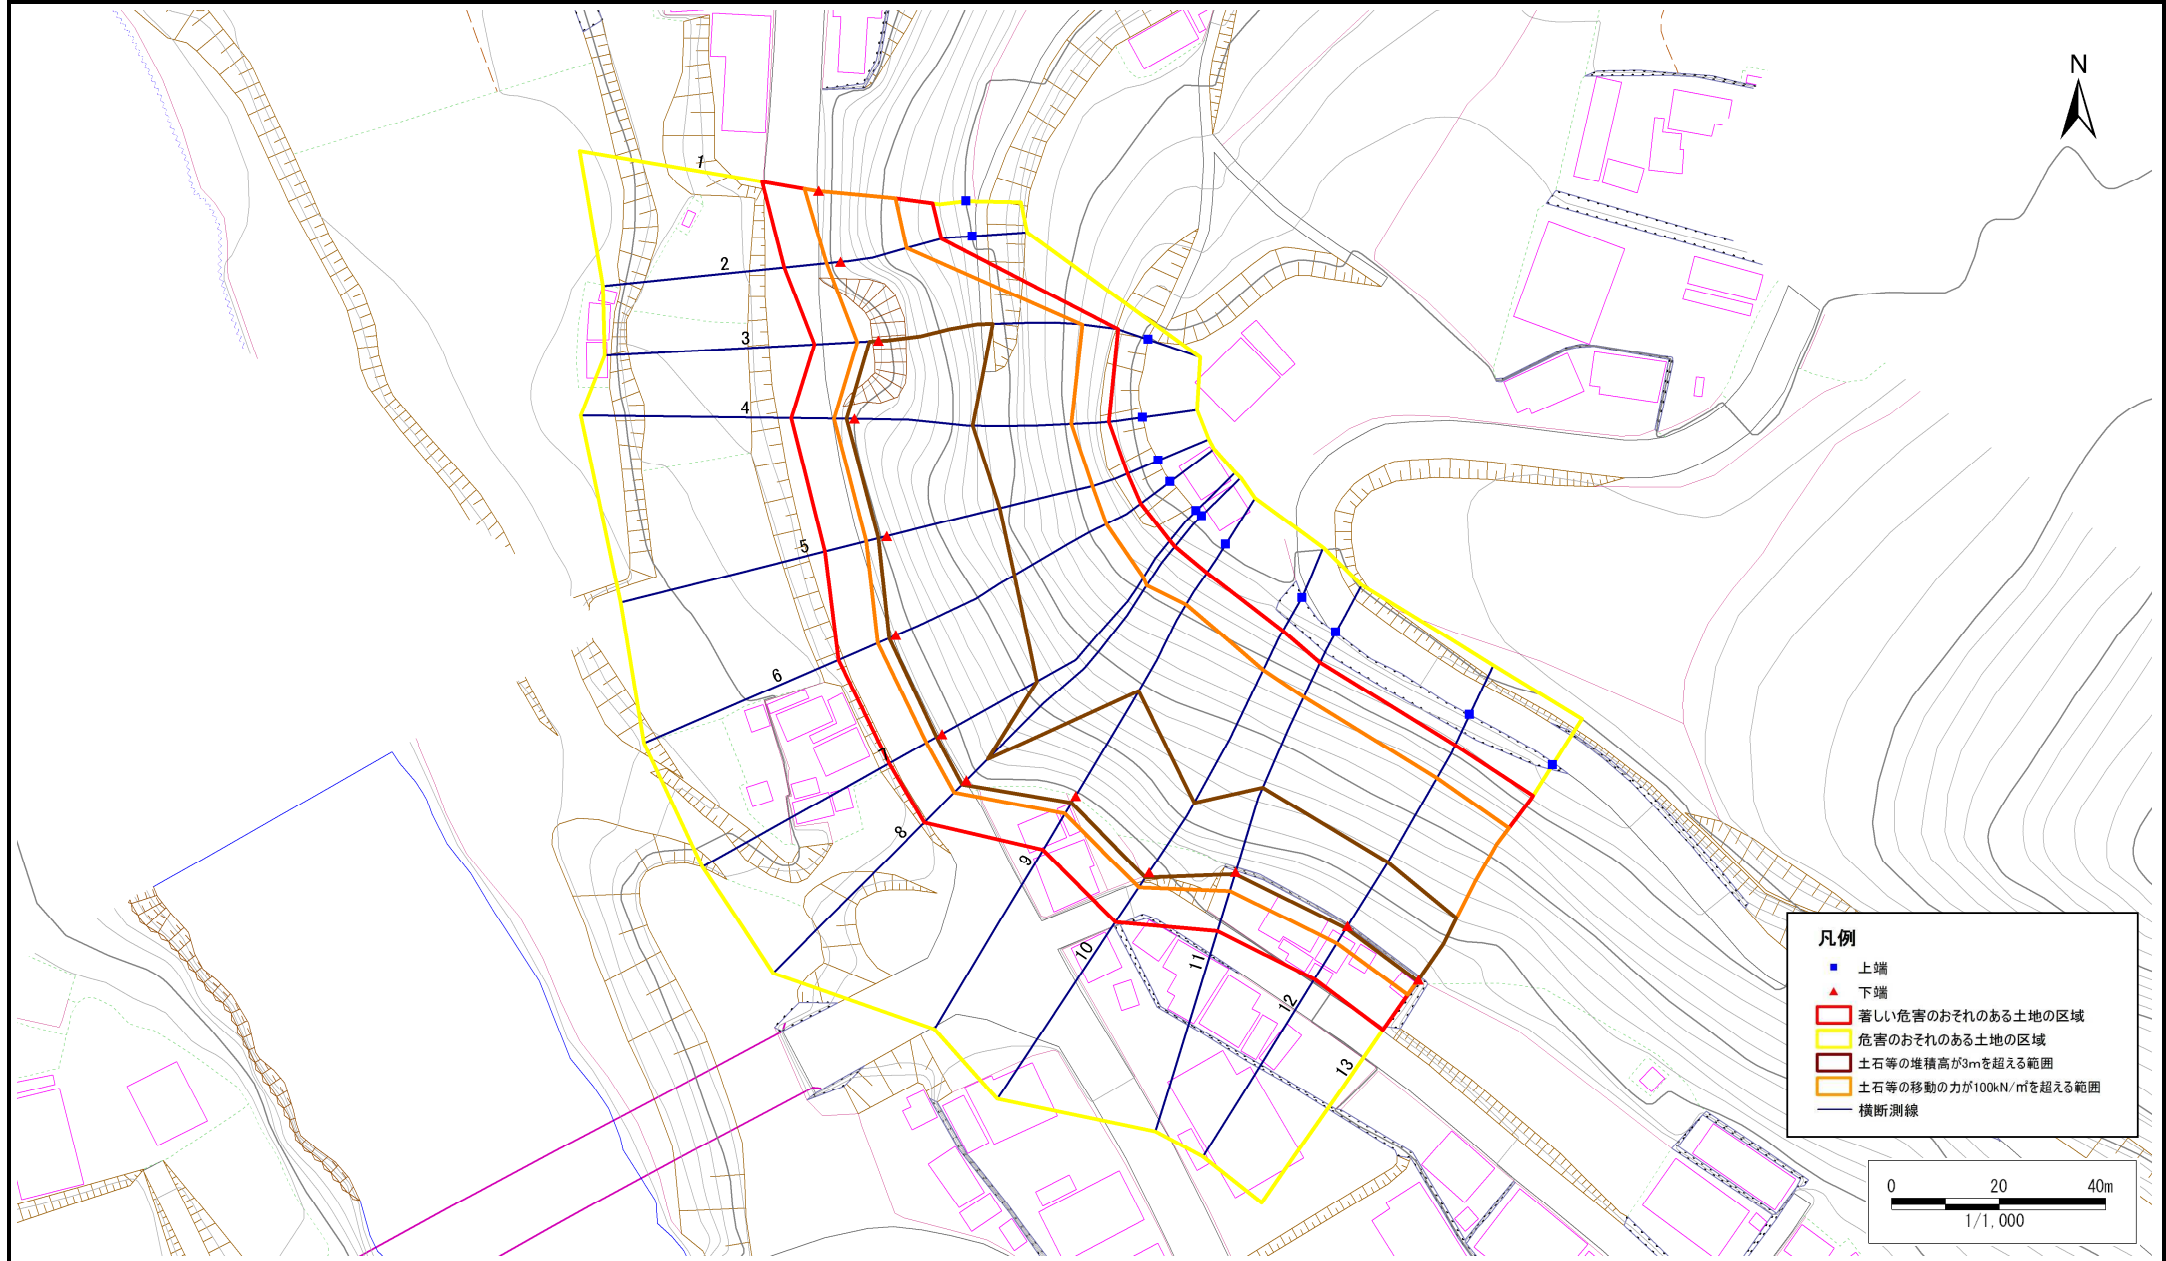 N
1
2
3
4
5
6
7
8
9
10
11
12
13
凡例
上端
下端
著しい危害のおそれのある土地の区域
危害のおそれのある土地の区域
土石等の堆積高が3mを超える範囲
土石等の移動の力が100kN/㎡を超える範囲
横断測線
0 20 40m
1/1,000